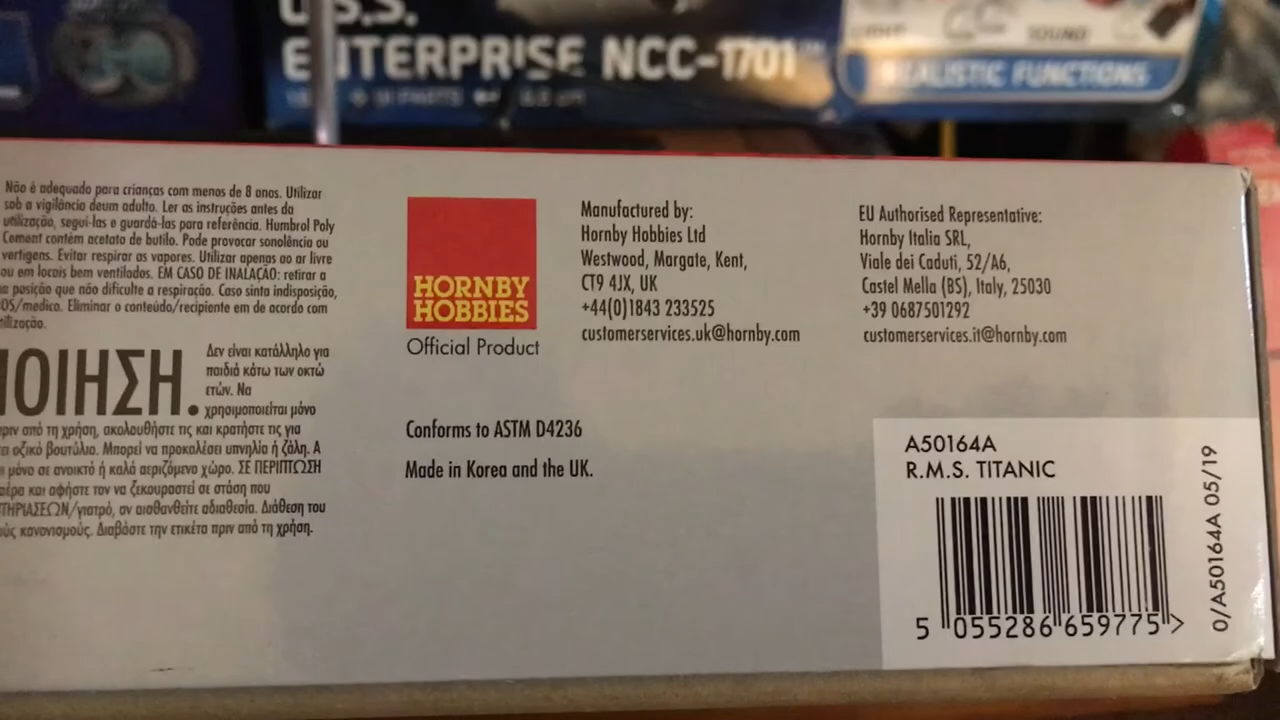 U.S.S.
ENTERPRISE NCC-1701
SOUND
REALISTIC FUNCTIONS
Não é adequado para crianças com menos de 8 anos. Utilizar
sob a vigilância deum adulto. Ler as instruções antes da
utilização, segui-las e guardá-las para referência. Humbrol Poly
Cement contém acetato de butilo. Pode provocar sonolência ou
vertigens. Evitar respirar os vapores. Utilizar apenas ao ar livre
ou em locais bem ventilados. EM CASO DE INALAÇÃO: retirar a
posição que não dificulte a respiração. Caso sinta indisposição,
OS/medico. Eliminar o conteúdo/recipiente em de acordo com
tilização.
ΟΙΗΣΗ.
Δεν είναι κατάλληλο για
παιδιά κάτω των οκτώ
ετών. Να
χρησιμοποιείται μόνο
πριν από τη χρήση, ακολουθήστε τις και κρατήστε τις για
οξικό βουτύλιο. Μπορεί να προκαλέσει υπνηλία ή ζάλη. Α
μόνο σε ανοικτό ή καλά αεριζόμενο χώρο. ΣΕ ΠΕΡΙΠΤΩΣΗ
αέρα και αφήστε τον να ξεκουραστεί σε στάση που
ΤΗΡΙΑΣΕΩΝ/γιατρό, αν αισθανθείτε αδιαθεσία. Διάθεση του
ούς κανονισμούς. Διαβάστε την ετικέτα πριν από τη χρήση.
HORNBY
HOBBIES
Official Product
Manufactured by:
Hornby Hobbies Ltd
Westwood, Margate, Kent,
CT9 4JX, UK
+44(0)1843 233525
customerservices.uk@hornby.com
EU Authorised Representative:
Hornby Italia SRL,
Viale dei Caduti, 52/A6,
Castel Mella (BS), Italy, 25030
+39 0687501292
customerservices.it@hornby.com
Conforms to ASTM D4236
Made in Korea and the UK.
A50164A
R.M.S. TITANIC
5 055286 659775 >
0/A50164A 05/19